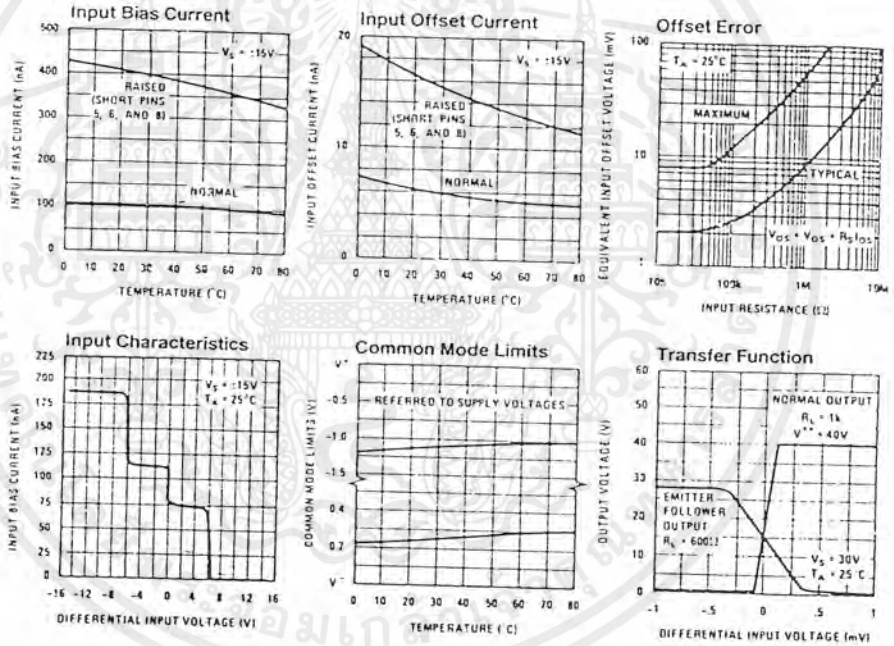 Input Bias Current
500
400
300
200
100
0
INPUT BIAS CURRENT (nA)
V_S = ±15V
RAISED
(SHORT PINS
5, 6, AND 8)
NORMAL
0 10 20 30 40 50 60 70 80
TEMPERATURE (°C)
Input Offset Current
20
10
0
INPUT OFFSET CURRENT (nA)
V_S = ±15V
RAISED
(SHORT PINS
5, 6, AND 8)
NORMAL
0 10 20 30 40 50 60 70 80
TEMPERATURE (°C)
Offset Error
100
10
1
EQUIVALENT INPUT OFFSET VOLTAGE (mV)
T_A = 25°C
MAXIMUM
TYPICAL
100k 1M 10M
INPUT RESISTANCE (Ω)
Input Characteristics
225
200
175
150
125
100
75
50
25
0
INPUT BIAS CURRENT (nA)
V_S = ±15V
T_A = 25°C
-16 -12 -8 -4 0 4 8 12 16
DIFFERENTIAL INPUT VOLTAGE (V)
Common Mode Limits
V+
-0.5
-1.0
-1.5
0.4
0.2
V-
COMMON MODE LIMITS (V)
REFERRED TO SUPPLY VOLTAGES
0 10 20 30 40 50 60 70 80
TEMPERATURE (°C)
Transfer Function
60
50
40
20
10
0
OUTPUT VOLTAGE (V)
NORMAL OUTPUT
R_L = 1k
V++ = 40V
EMITTER
FOLLOWER
OUTPUT
R_L = 600Ω
V_S = 30V
T_A = 25°C
-1 -.5 0 .5 1
DIFFERENTIAL INPUT VOLTAGE (mV)